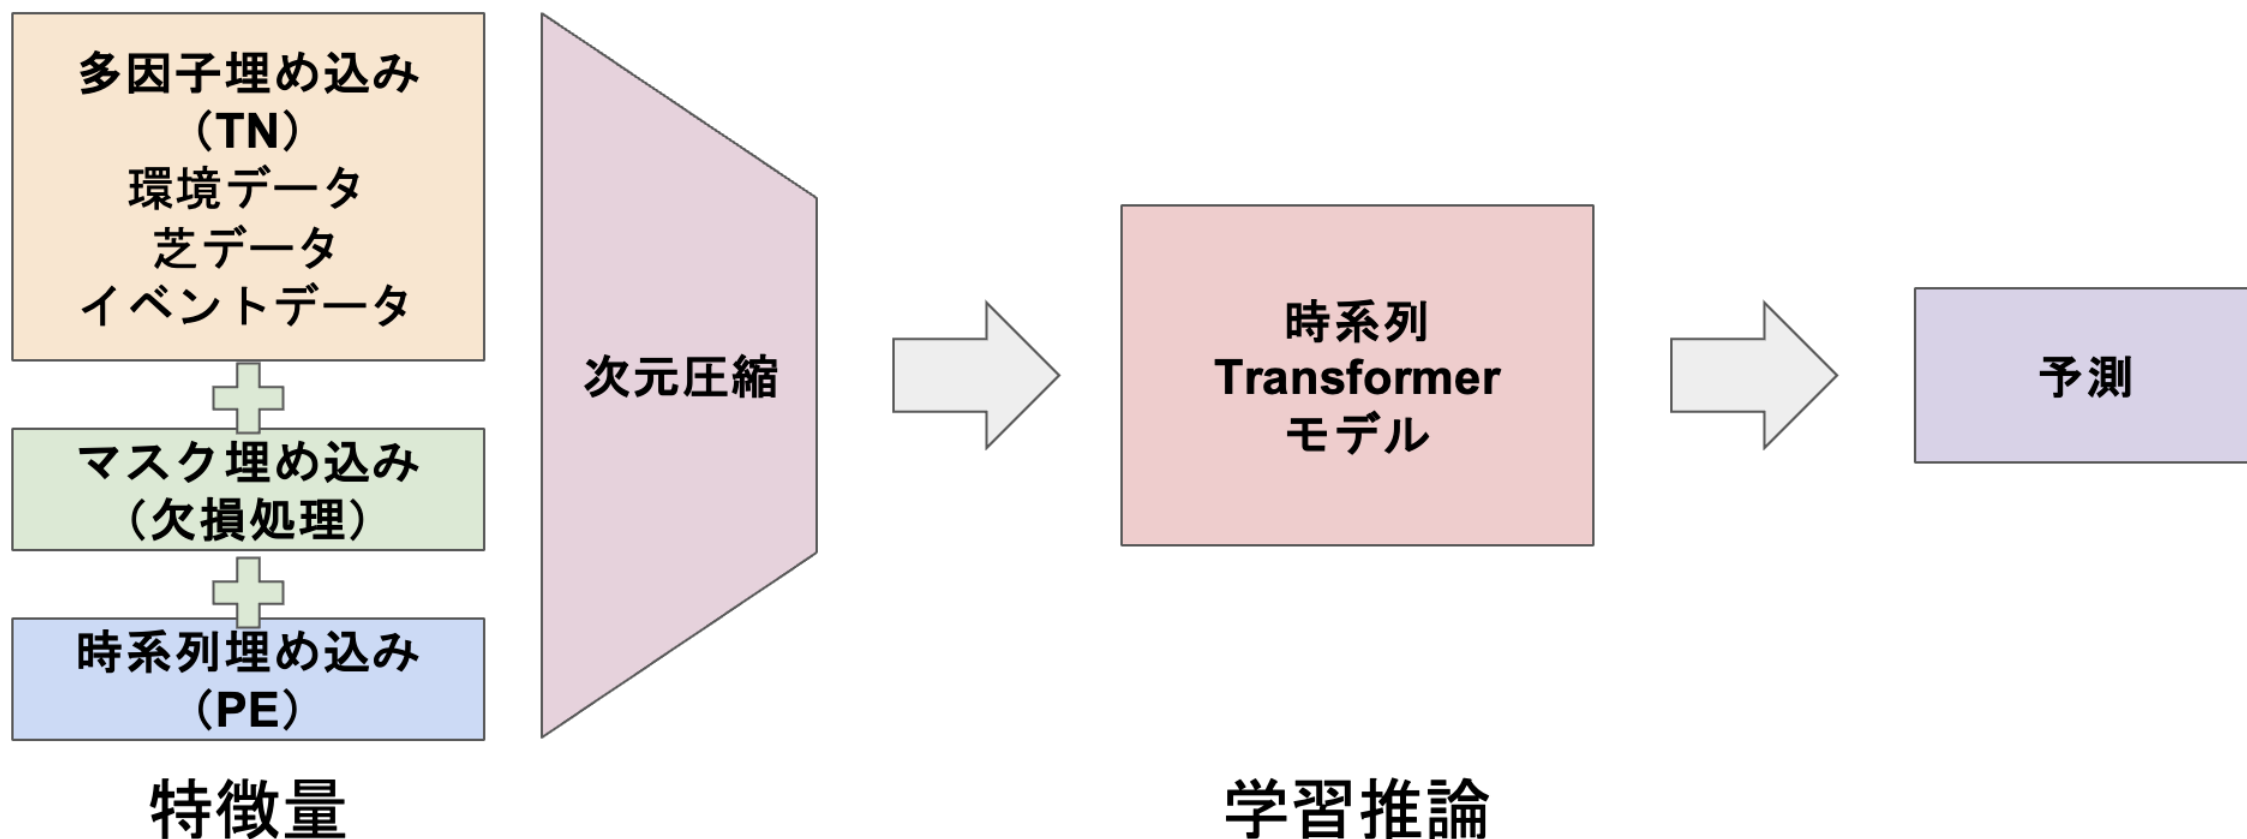 多因子埋め込み
（TN）
環境データ
芝データ
イベントデータ
マスク埋め込み
（欠損処理）
時系列埋め込み
（PE）
特徴量
次元圧縮
時系列
Transformer
モデル
学習推論
予測